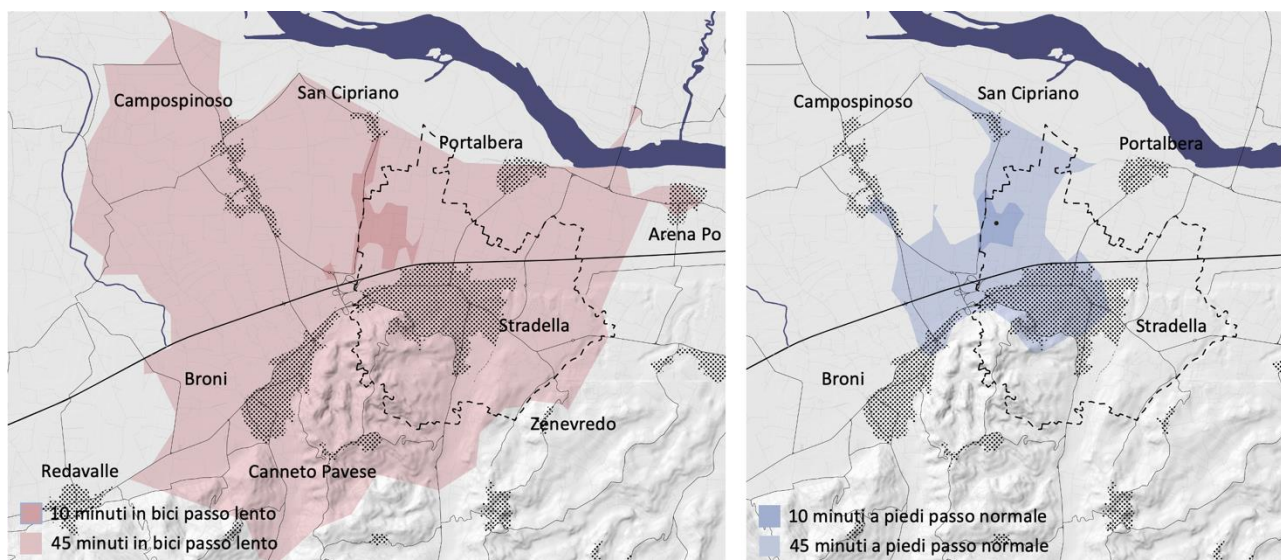 Campospinoso
San Cipriano
Portalbera
Arena Po
Stradella
Broni
Zenevredo
Canneto Pavese
Redavalle
10 minuti in bici passo lento
45 minuti in bici passo lento
San Cipriano
Campospinoso
Portalbera
Stradella
Broni
10 minuti a piedi passo normale
45 minuti a piedi passo normale